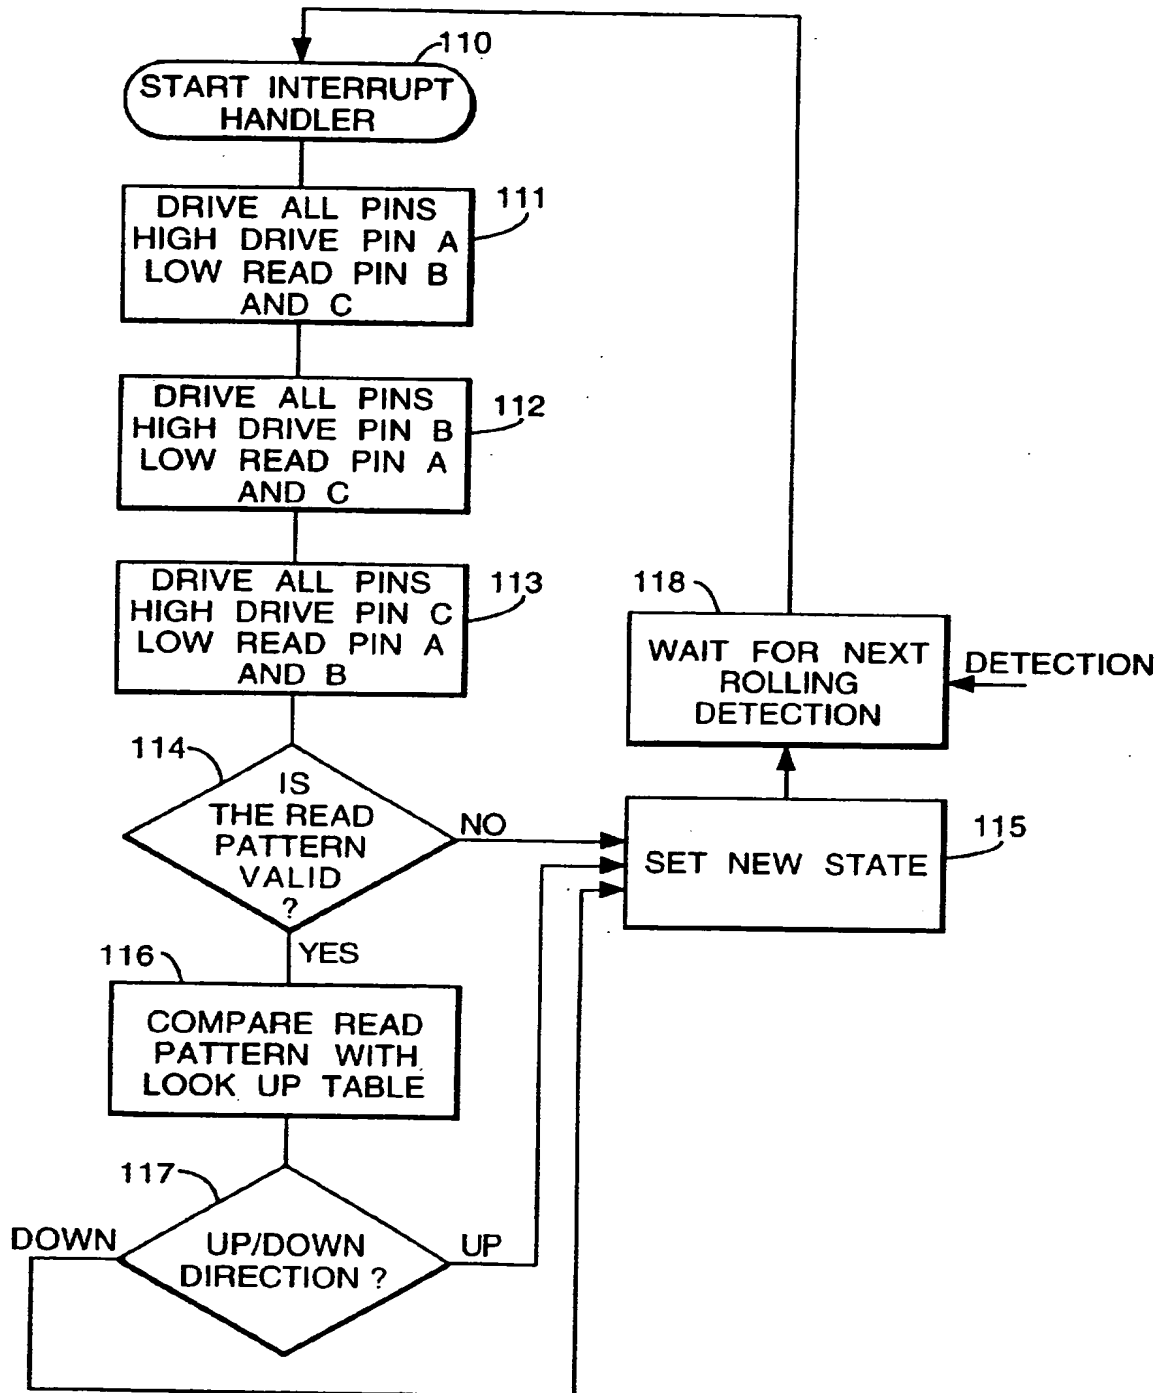 110
START INTERRUPT
HANDLER
111
DRIVE ALL PINS
HIGH DRIVE PIN A
LOW READ PIN B
AND C
112
DRIVE ALL PINS
HIGH DRIVE PIN B
LOW READ PIN A
AND C
113
DRIVE ALL PINS
HIGH DRIVE PIN C
LOW READ PIN A
AND B
118
WAIT FOR NEXT
ROLLING
DETECTION
DETECTION
114
IS
THE READ
PATTERN
VALID
?
NO
YES
115
SET NEW STATE
116
COMPARE READ
PATTERN WITH
LOOK UP TABLE
117
UP/DOWN
DIRECTION ?
DOWN
UP